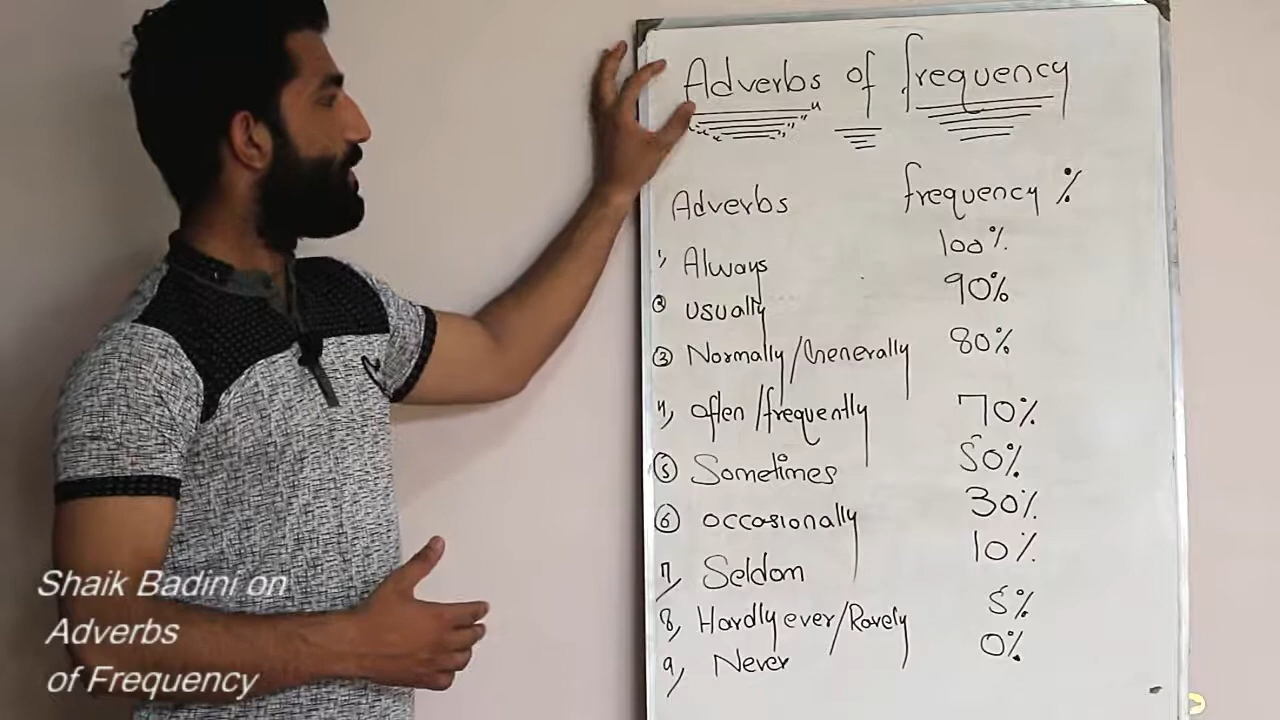 Adverbs of frequency
Adverbs frequency %
1, Always 100%
② usually 90%
③ Normally/Generally 80%
4, often/frequently 70%
⑤ Sometimes 50%
⑥ occasionally 30%
7, Seldom 10%
8, Hardly ever/Rarely 5%
9, Never 0%
Shaik Badini on
Adverbs
of Frequency